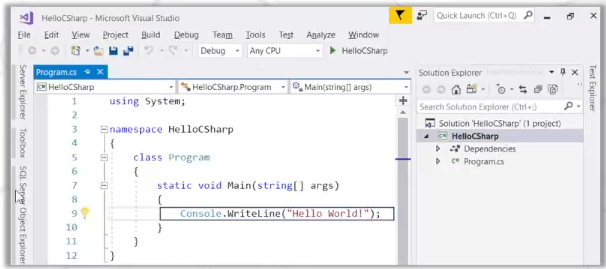 HelloCSharp - Microsoft Visual Studio
Quick Launch (Ctrl+Q)
File Edit View Project Build Debug Team Tools Test Analyze Window
Debug Any CPU HelloCSharp
Program.cs
HelloCSharp HelloCSharp.Program Main(string[] args)
1 using System;
2
3 namespace HelloCSharp
4 {
5 class Program
6 {
7 static void Main(string[] args)
8 {
9 Console.WriteLine("Hello World!");
10 }
11 }
12 }
Server Explorer
Toolbox
SQL Server Object Explorer
Solution Explorer
Search Solution Explorer (Ctrl+;)
Solution 'HelloCSharp' (1 project)
C# HelloCSharp
Dependencies
C# Program.cs
Test Explorer